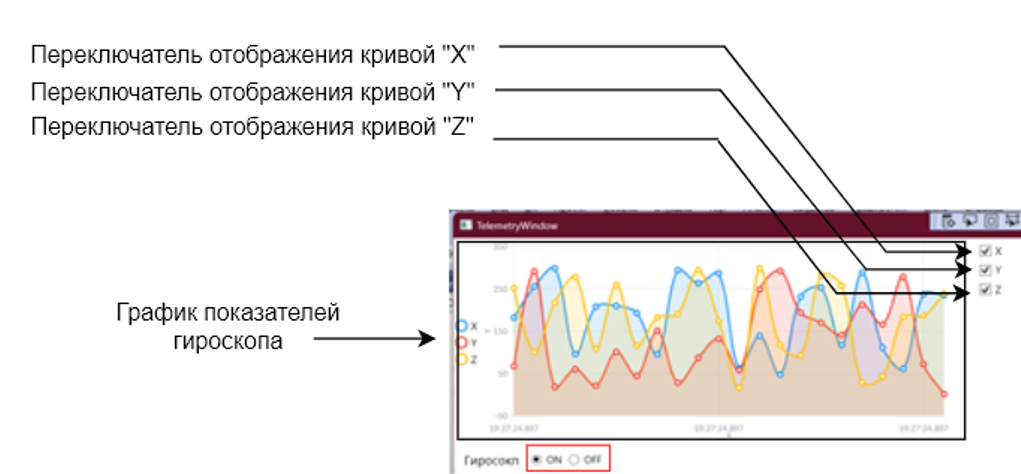 Переключатель отображения кривой "X"
Переключатель отображения кривой "Y"
Переключатель отображения кривой "Z"
TelemetryWindow
X
Y
Z
350
250
150
50
-50
График показателей
гироскопа
X
Y
Z
19:27:24.897 19:27:24.897 19:27:24.897
Гиросокп ON OFF